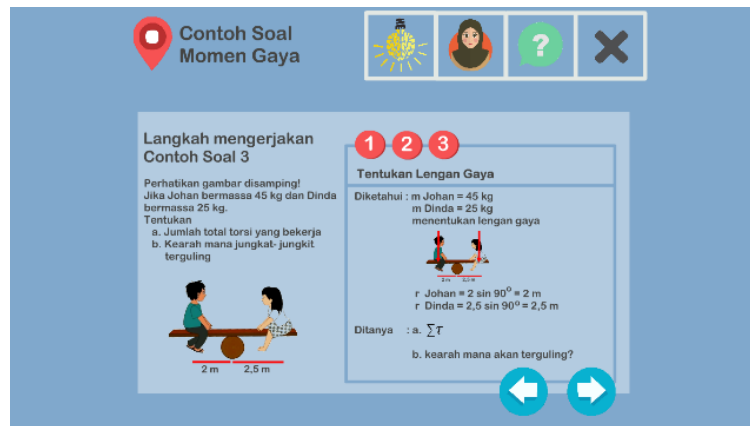 Contoh Soal
Momen Gaya
?
Langkah mengerjakan
Contoh Soal 3
Perhatikan gambar disamping!
Jika Johan bermassa 45 kg dan Dinda
bermassa 25 kg.
Tentukan
a. Jumlah total torsi yang bekerja
b. Kearah mana jungkat- jungkit
terguling
2 m 2,5 m
1 2 3
Tentukan Lengan Gaya
Diketahui : m Johan = 45 kg
m Dinda = 25 kg
menentukan lengan gaya
2 m 2,5 m
r Johan = 2 sin 90° = 2 m
r Dinda = 2,5 sin 90° = 2,5 m
Ditanya : a. ∑τ
b. kearah mana akan terguling?